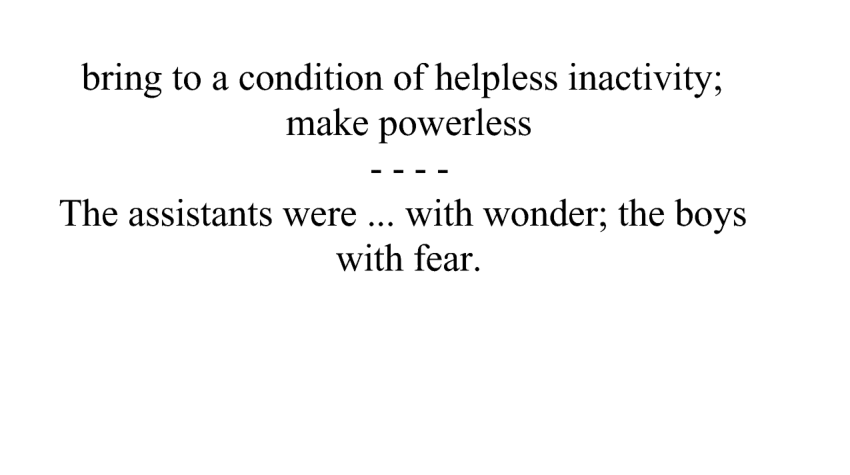 bring to a condition of helpless inactivity;
make powerless
- - - -
The assistants were ... with wonder; the boys
with fear.